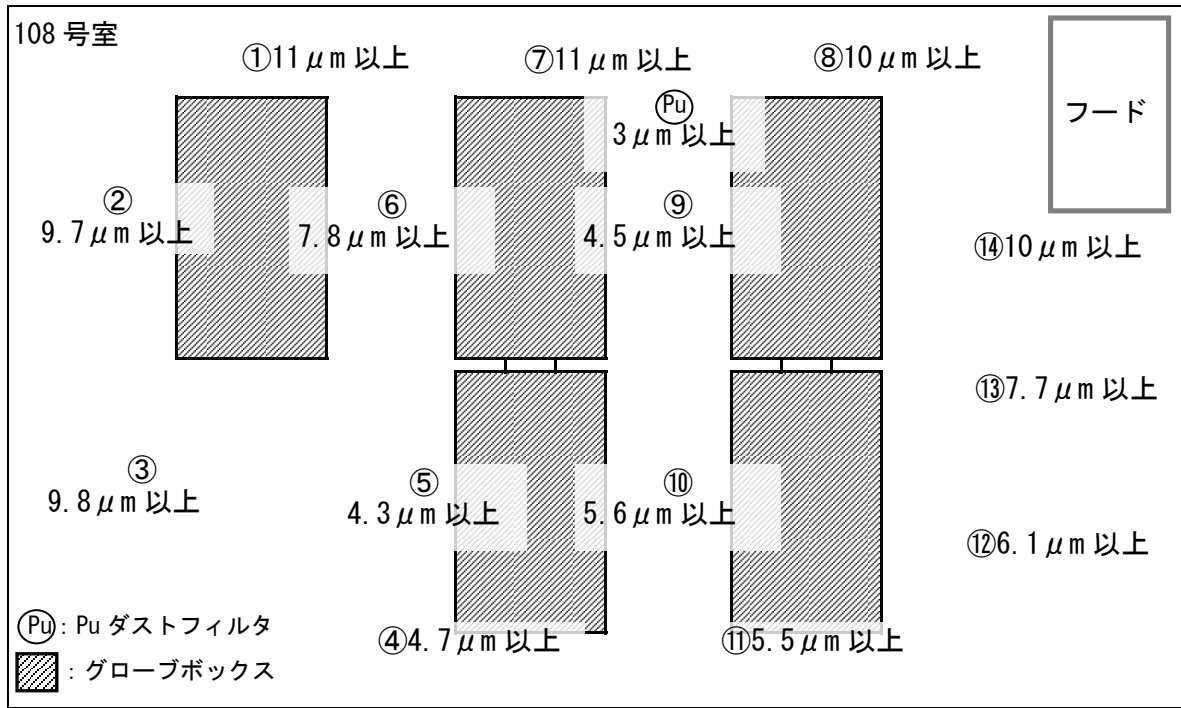 108 号室
①11μm 以上
⑦11μm 以上
⑧10μm 以上
フード
Pu
3μm 以上
②
9.7μm 以上
⑥
7.8μm 以上
⑨
4.5μm 以上
⑭10μm 以上
⑬7.7μm 以上
③
9.8μm 以上
⑤
4.3μm 以上
⑩
5.6μm 以上
⑫6.1μm 以上
④4.7μm 以上
⑪5.5μm 以上
Pu : Pu ダストフィルタ
: グローブボックス